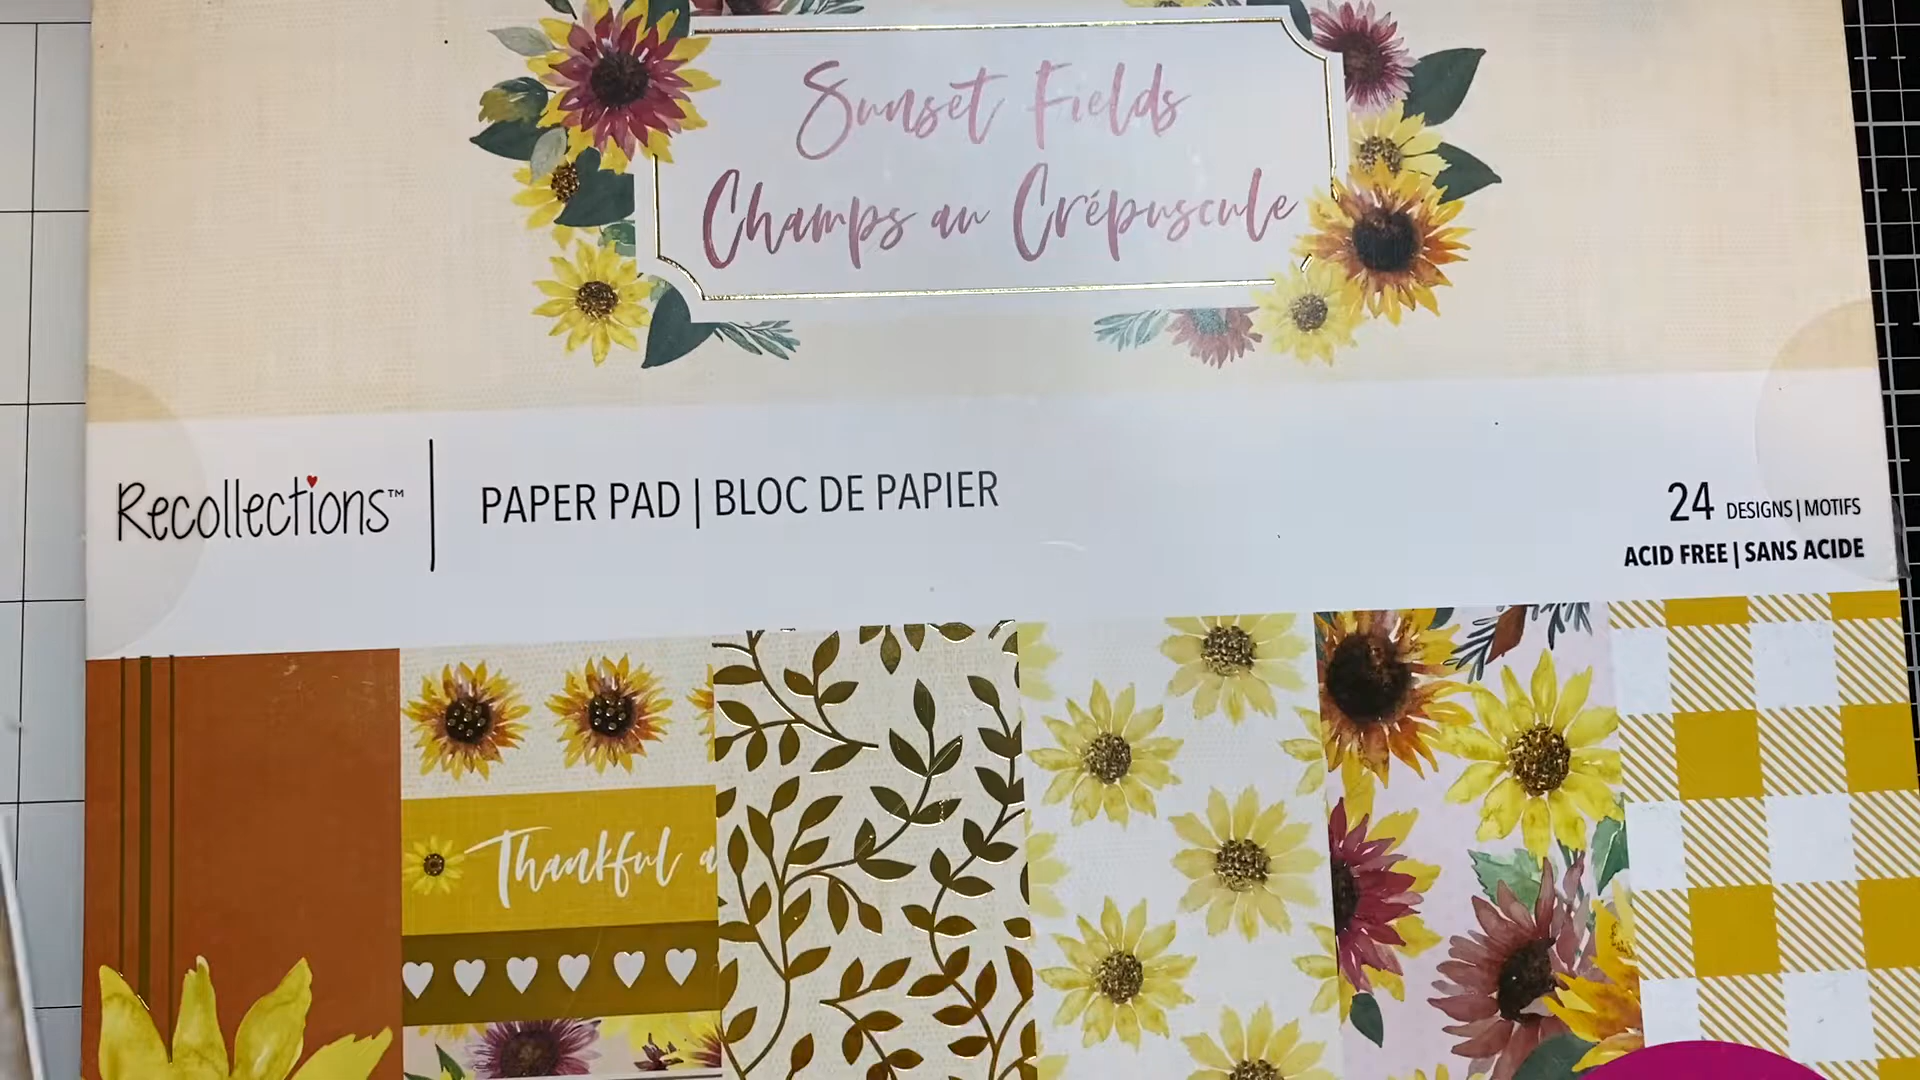 Sunset Fields
Champs au Crépuscule
Recollections™
PAPER PAD | BLOC DE PAPIER
24 DESIGNS | MOTIFS
ACID FREE | SANS ACIDE
Thankful a